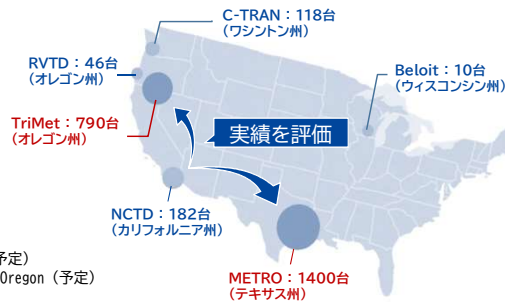 C-TRAN：118台
（ワシントン州）
RVTD：46台
（オレゴン州）
Beloit：10台
（ウィスコンシン州）
TriMet：790台
（オレゴン州）
実績を評価
NCTD：182台
（カリフォルニア州）
予定）
Oregon（予定）
METRO：1400台
（テキサス州）